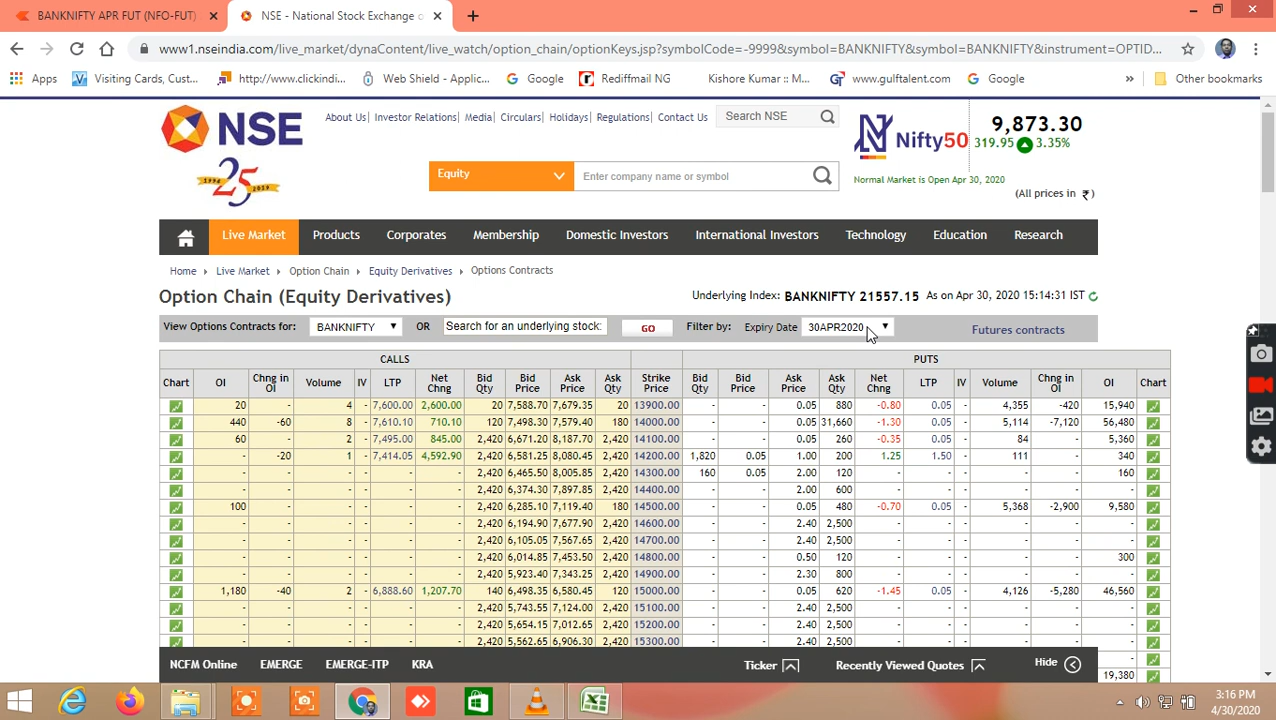 BANKNIFTY APR FUT (NFO-FUT)
NSE - National Stock Exchange o
www1.nseindia.com/live_market/dynaContent/live_watch/option_chain/optionKeys.jsp?symbolCode=-9999&symbol=BANKNIFTY&symbol=BANKNIFTY&instrument=OPTID...
Apps Visiting Cards, Cust... http://www.clickindi... Web Shield - Applic... Google Rediffmail NG Kishore Kumar :: M... www.gulftalent.com Google » Other bookmarks
NSE
1994 25 2019
About Us| Investor Relations| Media| Circulars| Holidays| Regulations| Contact Us
Search NSE
Equity
Enter company name or symbol
Nifty50
9,873.30
319.95 3.35%
Normal Market is Open Apr 30, 2020
(All prices in ₹)
Live Market Products Corporates Membership Domestic Investors International Investors Technology Education Research
Home Live Market Option Chain Equity Derivatives Options Contracts
Option Chain (Equity Derivatives)
Underlying Index: BANKNIFTY 21557.15 As on Apr 30, 2020 15:14:31 IST
View Options Contracts for: BANKNIFTY OR Search for an underlying stock: GO Filter by: Expiry Date 30APR2020 Futures contracts
CALLS PUTS
Chart OI Chng in OI Volume IV LTP Net Chng Bid Qty Bid Price Ask Price Ask Qty Strike Price Bid Qty Bid Price Ask Price Ask Qty Net Chng LTP IV Volume Chng in OI OI Chart
20 - 4 - 7,600.00 2,600.00 20 7,588.70 7,679.35 20 13900.00 - - 0.05 880 -0.80 0.05 - 4,355 -420 15,940
440 -60 8 - 7,610.10 710.10 120 7,498.30 7,579.40 180 14000.00 - - 0.05 31,660 -1.30 0.05 - 5,114 -7,120 56,480
60 - 2 - 7,495.00 845.00 2,420 6,671.20 8,187.70 2,420 14100.00 - - 0.05 260 -0.35 0.05 - 84 - 5,360
- -20 1 - 7,414.05 4,592.90 2,420 6,581.25 8,080.45 2,420 14200.00 1,820 0.05 1.00 200 1.25 1.50 - 111 - 340
- - - - - - 2,420 6,465.50 8,005.85 2,420 14300.00 160 0.05 2.00 120 - - - - - 160
- - - - - - 2,420 6,374.30 7,897.85 2,420 14400.00 - - 2.00 600 - - - - - -
100 - - - - - 2,420 6,285.10 7,119.40 180 14500.00 - - 0.05 480 -0.70 0.05 - 5,368 -2,900 9,580
- - - - - - 2,420 6,194.90 7,677.90 2,420 14600.00 - - 2.40 2,500 - - - - - -
- - - - - - 2,420 6,105.05 7,567.65 2,420 14700.00 - - 2.40 2,500 - - - - - -
- - - - - - 2,420 6,014.85 7,453.50 2,420 14800.00 - - 0.50 120 - - - - - 300
- - - - - - 2,420 5,923.40 7,343.25 2,420 14900.00 - - 2.30 800 - - - - - -
1,180 -40 2 - 6,888.60 1,207.70 140 6,498.35 6,580.45 120 15000.00 - - 0.05 620 -1.45 0.05 - 4,126 -5,280 46,560
- - - - - - 2,420 5,743.55 7,124.00 2,420 15100.00 - - 2.40 2,500 - - - - - -
- - - - - - 2,420 5,654.15 7,012.65 2,420 15200.00 - - 2.40 2,500 - - - - - -
- - - - - - 2,420 5,562.65 6,906.30 2,420 15300.00 - - 2.40 2,500 - - - - - -
19,380
NCFM Online EMERGE EMERGE-ITP KRA Ticker Recently Viewed Quotes Hide
3:16 PM
4/30/2020